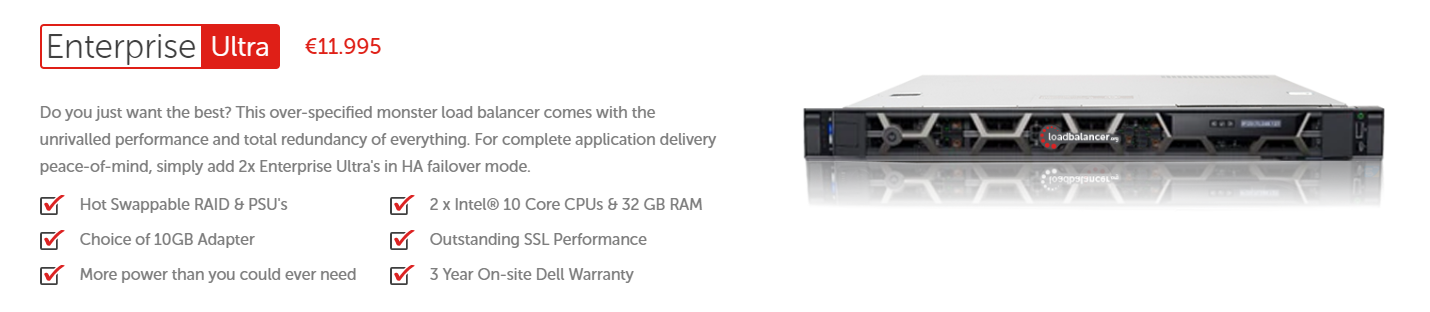 Enterprise Ultra €11.995
Do you just want the best? This over-specified monster load balancer comes with the
unrivalled performance and total redundancy of everything. For complete application delivery
peace-of-mind, simply add 2x Enterprise Ultra's in HA failover mode.
Hot Swappable RAID & PSU's
2 x Intel® 10 Core CPUs & 32 GB RAM
Choice of 10GB Adapter
Outstanding SSL Performance
More power than you could ever need
3 Year On-site Dell Warranty
loadbalancer.org